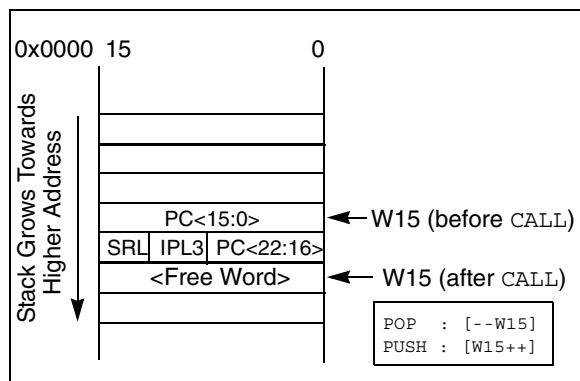 0x0000 15 0
Stack Grows Towards
Higher Address
PC<15:0>
W15 (before CALL)
SRL IPL3 PC<22:16>
<Free Word>
W15 (after CALL)
POP : [--W15]
PUSH : [W15++]